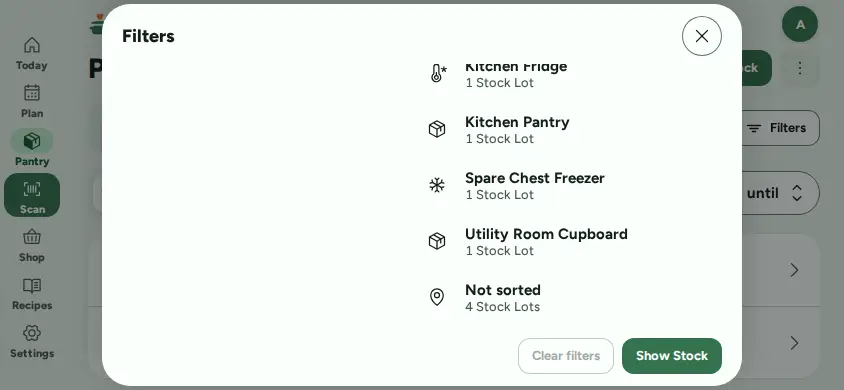 Filters
A
Kitchen Fridge
1 Stock Lot
Kitchen Pantry
1 Stock Lot
Spare Chest Freezer
1 Stock Lot
Utility Room Cupboard
1 Stock Lot
Not sorted
4 Stock Lots
Clear filters
Show Stock
Today
Plan
Pantry
Scan
Shop
Recipes
Settings
P
ck
Filters
until